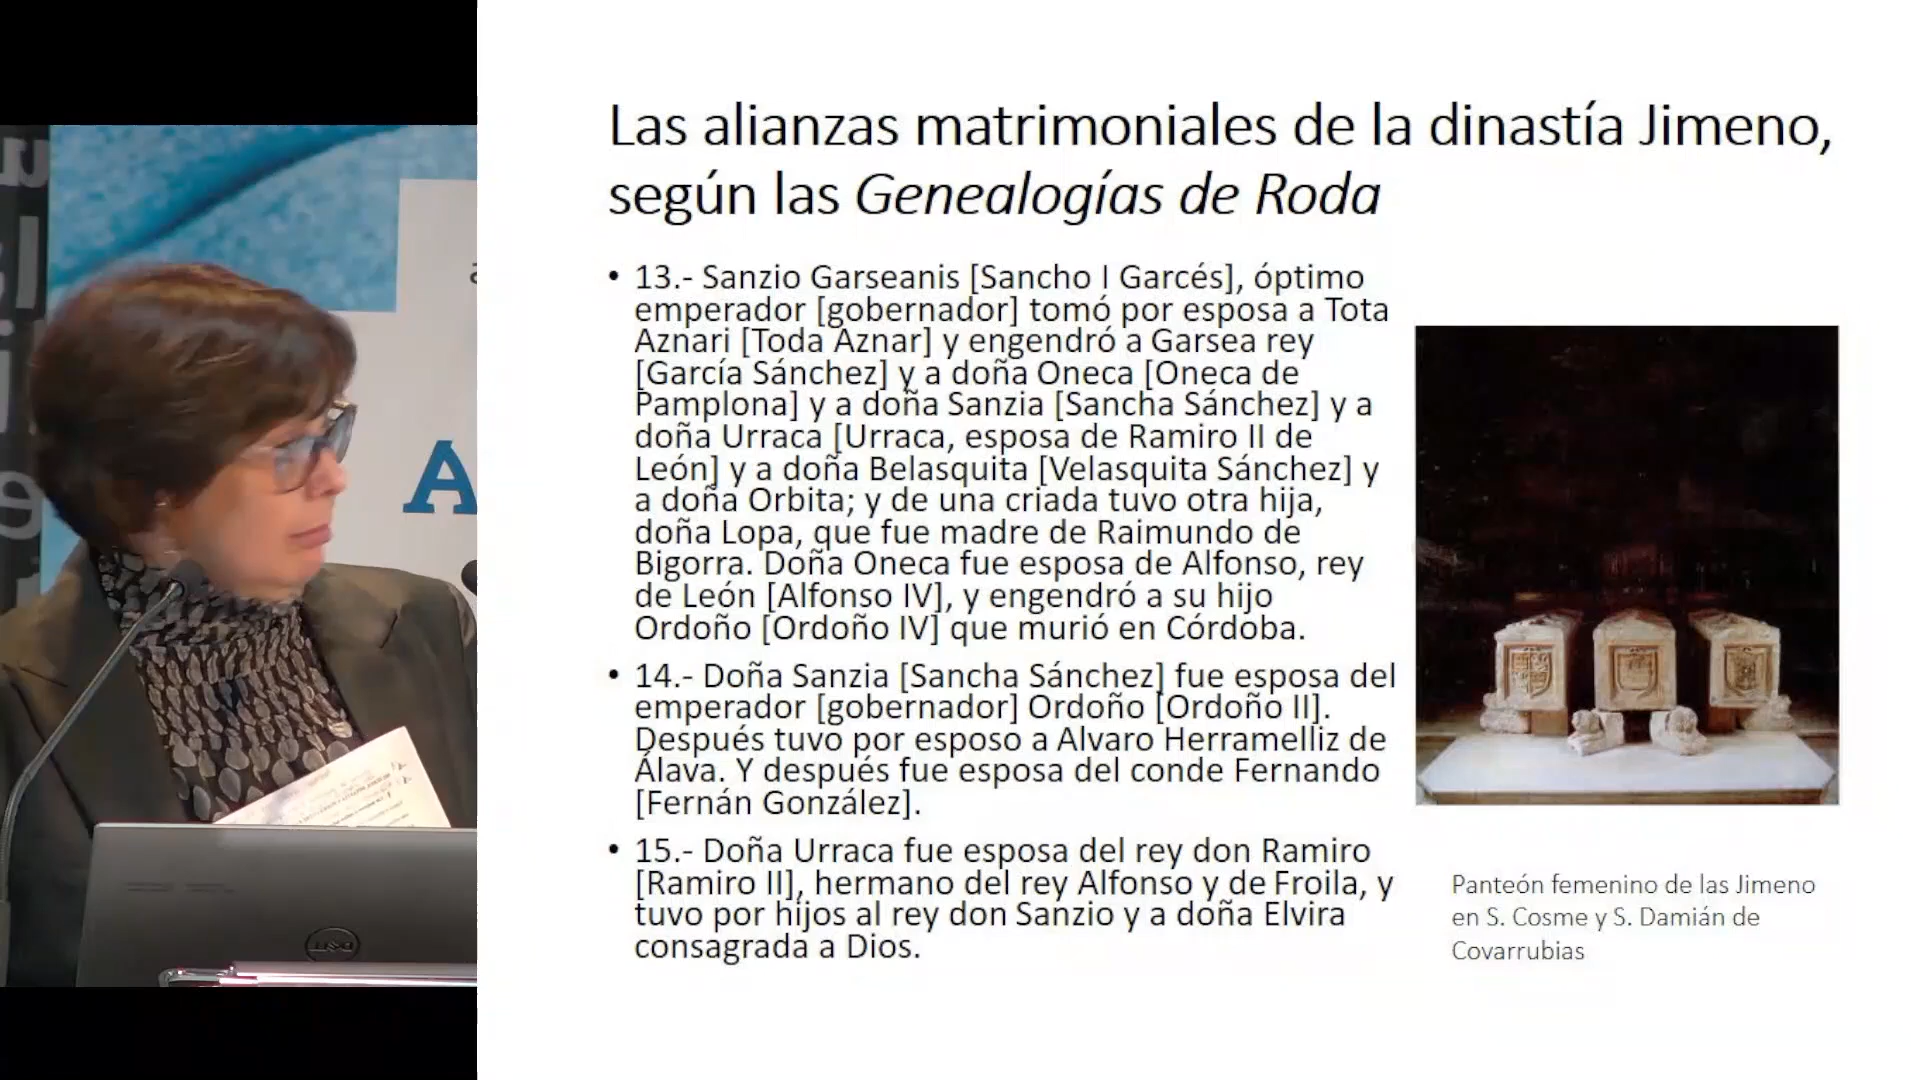 Las alianzas matrimoniales de la dinastía Jimeno,
según las Genealogías de Roda
• 13.- Sanzio Garseanis [Sancho I Garcés], óptimo
emperador [gobernador] tomó por esposa a Tota
Aznari [Toda Aznar] y engendró a Garsea rey
[García Sánchez] y a doña Oneca [Oneca de
Pamplona] y a doña Sanzia [Sancha Sánchez] y a
doña Urraca [Urraca, esposa de Ramiro II de
León] y a doña Belasquita [Velasquita Sánchez] y
a doña Orbita; y de una criada tuvo otra hija,
doña Lopa, que fue madre de Raimundo de
Bigorra. Doña Oneca fue esposa de Alfonso, rey
de León [Alfonso IV], y engendró a su hijo
Ordoño [Ordoño IV] que murió en Córdoba.
• 14.- Doña Sanzia [Sancha Sánchez] fue esposa del
emperador [gobernador] Ordoño [Ordoño II].
Después tuvo por esposo a Alvaro Herramelliz de
Álava. Y después fue esposa del conde Fernando
[Fernán González].
• 15.- Doña Urraca fue esposa del rey don Ramiro
[Ramiro II], hermano del rey Alfonso y de Froila, y
tuvo por hijos al rey don Sanzio y a doña Elvira
consagrada a Dios.
Panteón femenino de las Jimeno
en S. Cosme y S. Damián de
Covarrubias
A
DELL